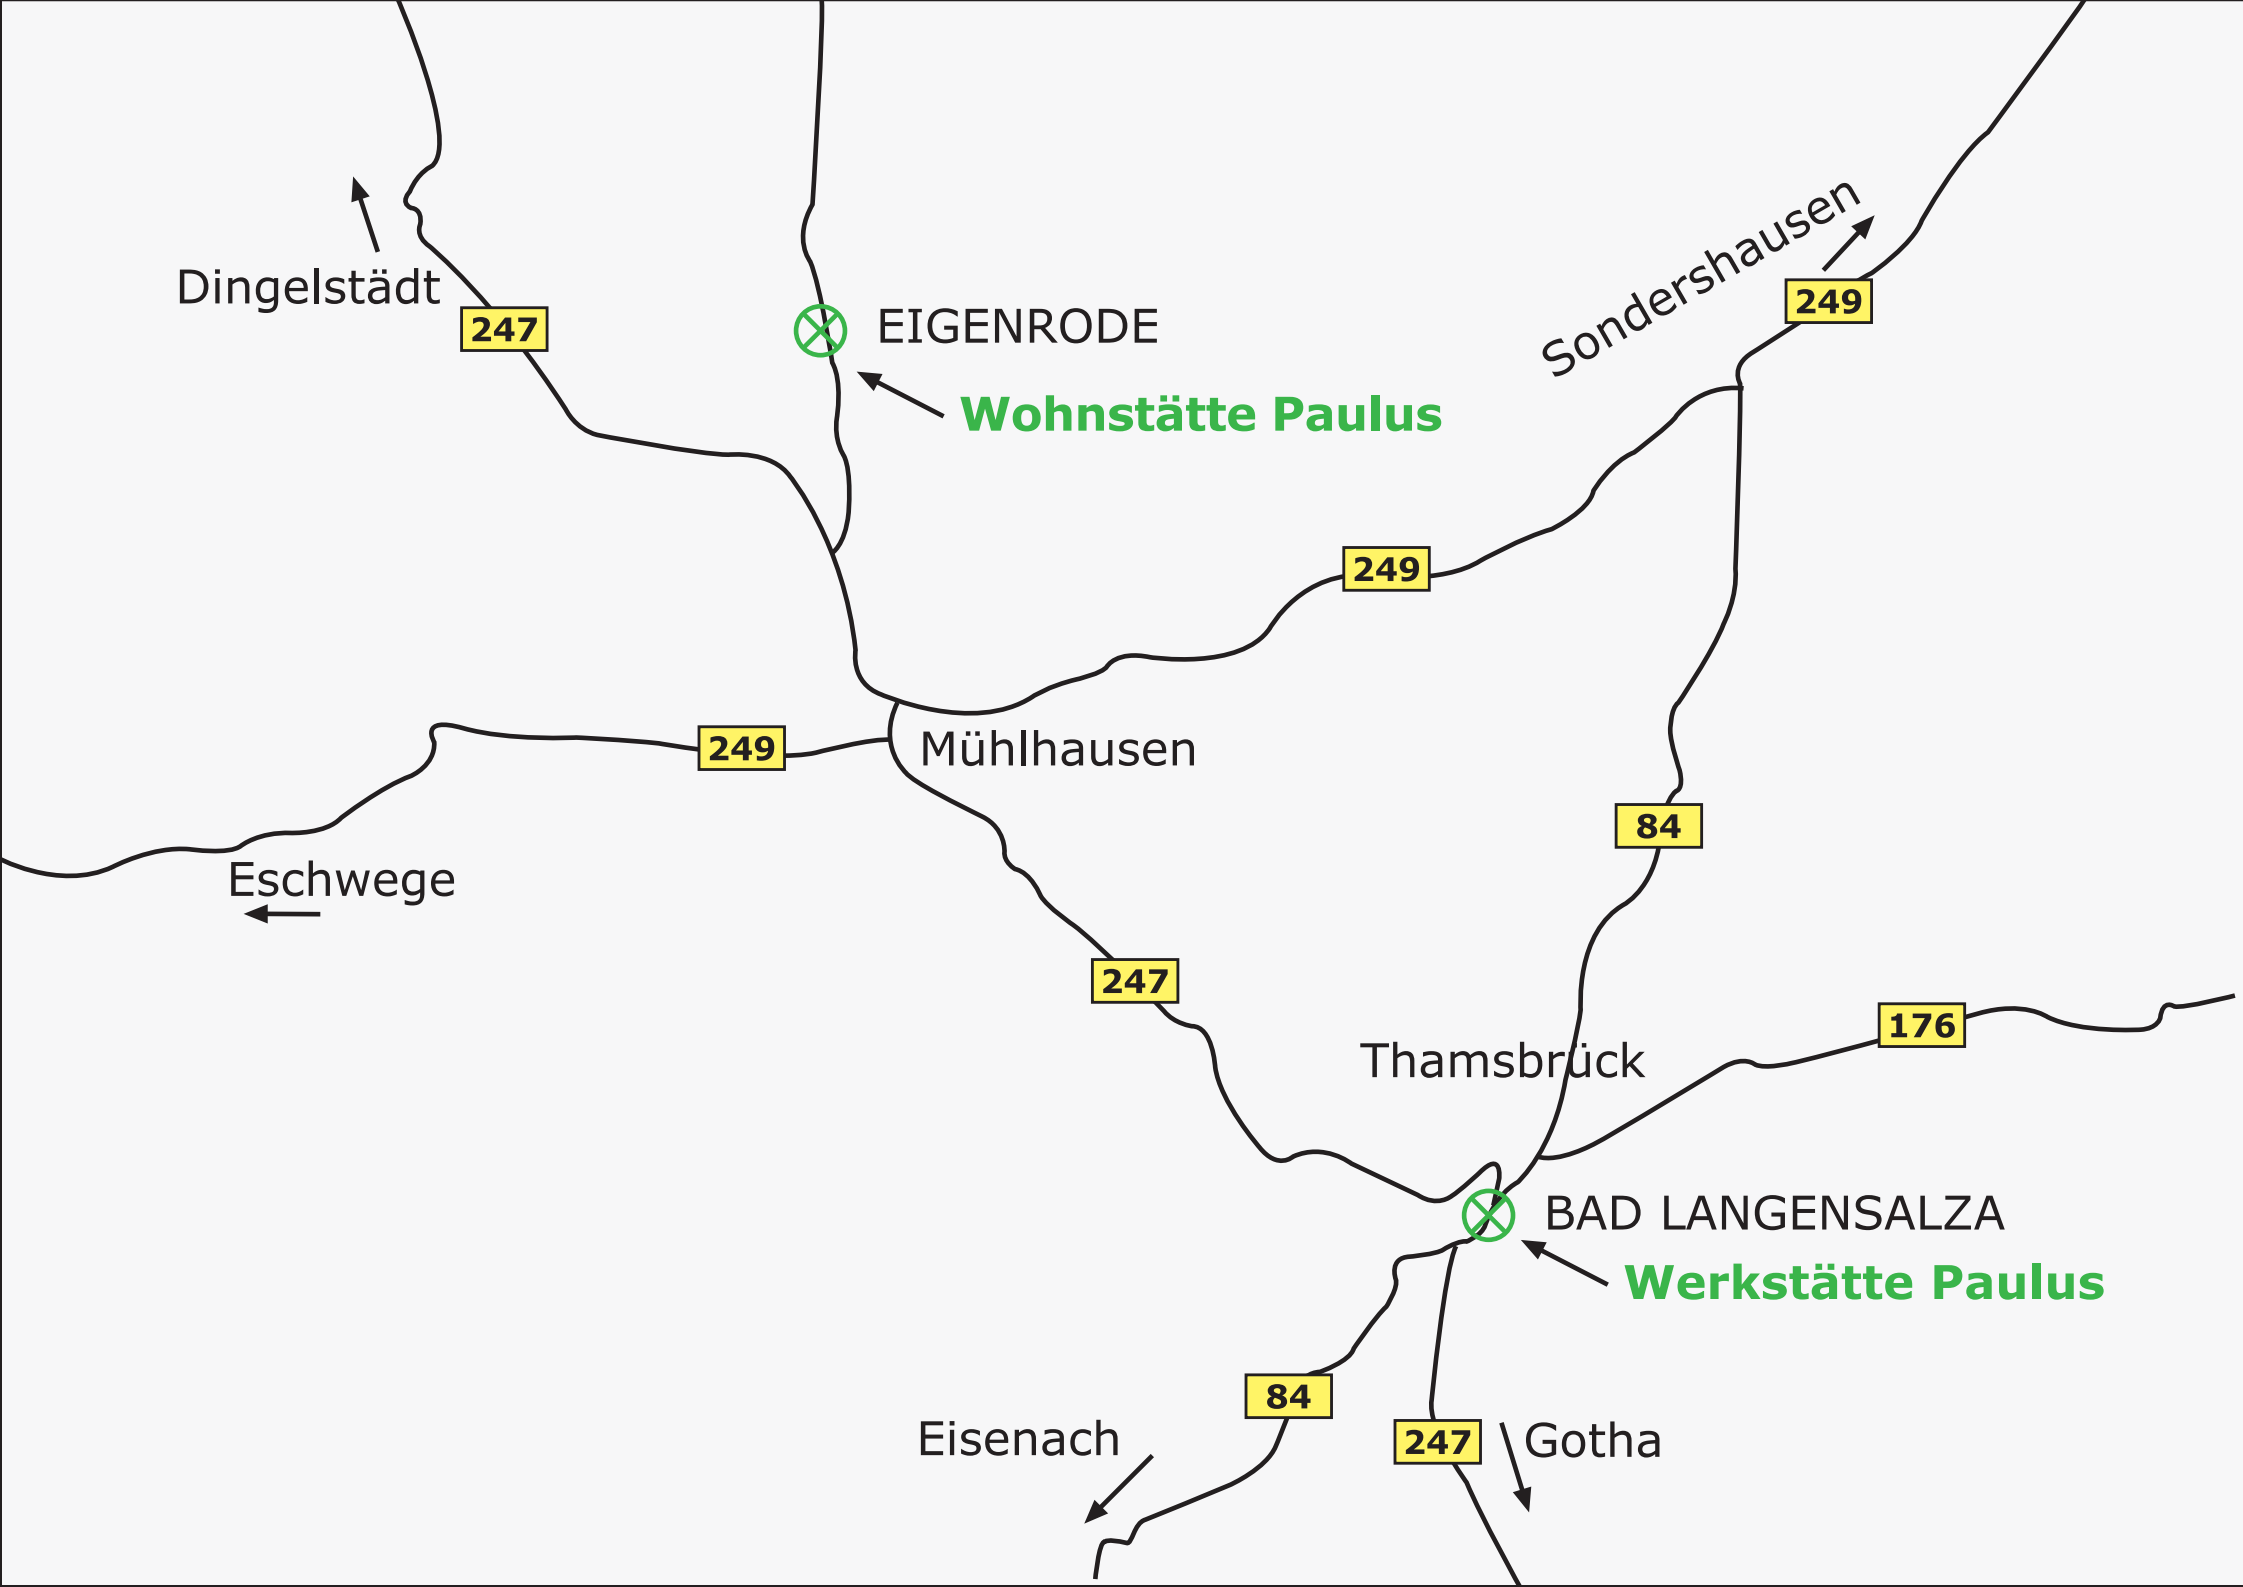 Sondershausen
Dingelstädt
247
EIGENRODE
249
Wohnstätte Paulus
249
249
Mühlhausen
84
Eschwege
247
176
Thamsbrück
BAD LANGENSALZA
Werkstätte Paulus
84
Eisenach
247
Gotha